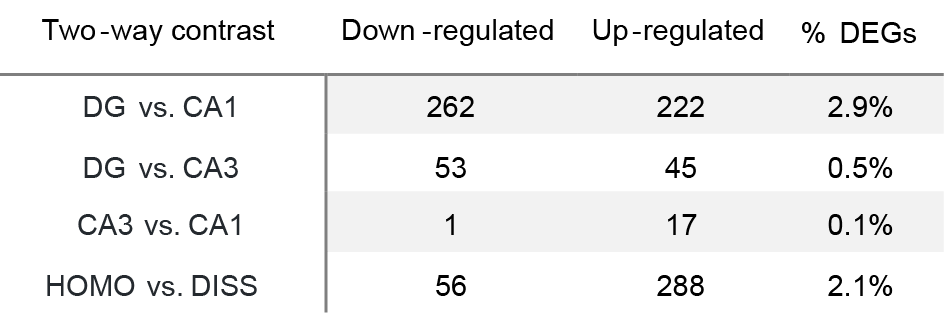 Two-way contrast Down-regulated Up-regulated % DEGs
DG vs. CA1 262 222 2.9%
DG vs. CA3 53 45 0.5%
CA3 vs. CA1 1 17 0.1%
HOMO vs. DISS 56 288 2.1%